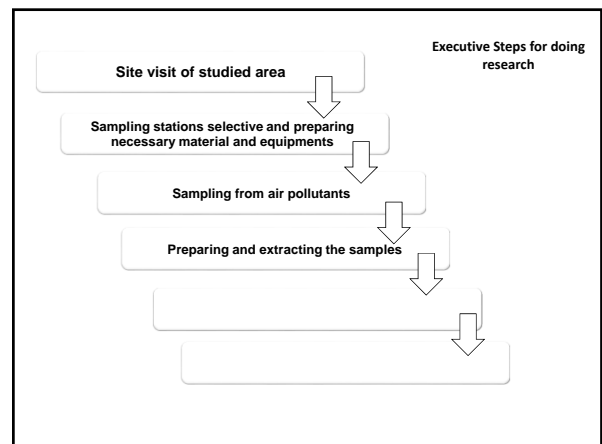 Executive Steps for doing
research
Site visit of studied area
Sampling stations selective and preparing
necessary material and equipments
Sampling from air pollutants
Preparing and extracting the samples